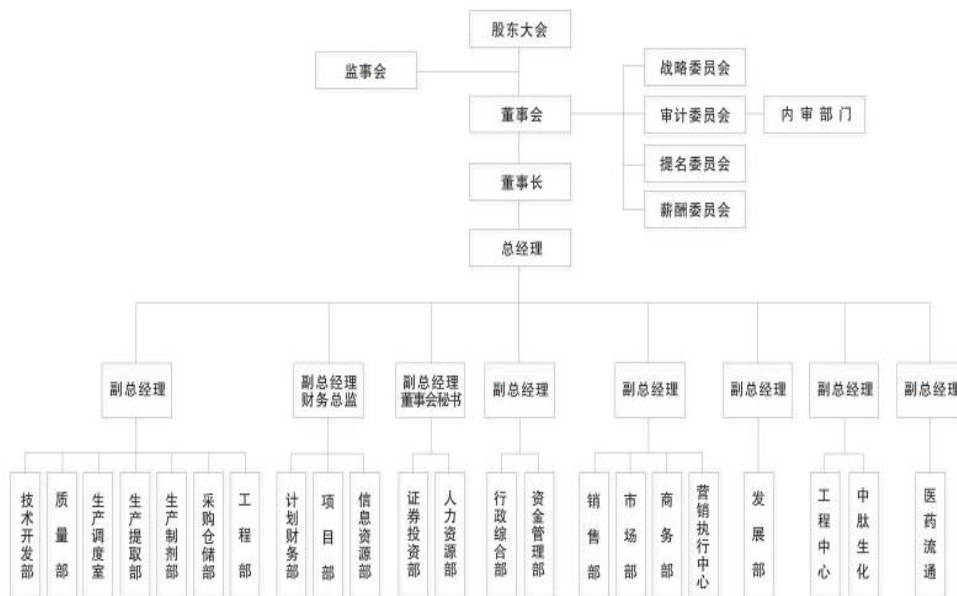 股东大会
监事会
战略委员会
董事会
审计委员会
内审部门
提名委员会
董事长
薪酬委员会
总经理
副总经理
副总经理
财务总监
副总经理
董事会秘书
副总经理
副总经理
副总经理
副总经理
副总经理
技术开发部
质量部
生产调度室
生产提取部
生产制剂部
采购仓储部
工程部
计划财务部
项目部
信息资源部
证券投资部
人力资源部
行政综合部
资金管理部
销售部
市场部
商务部
营销执行中心
发展部
工程中心
中肽生化
医药流通